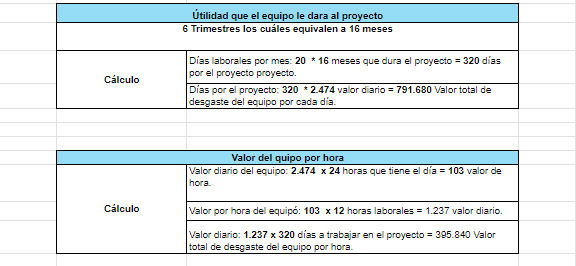 Útilidad que el equipo le dara al proyecto
6 Trimestres los cuáles equivalen a 16 meses
Cálculo
Días laborales por mes: 20 * 16 meses que dura el proyecto = 320 días
por el proyecto proyecto.
Días por el proyecto: 320 * 2.474 valor diario = 791.680 Valor total de
desgaste del equipo por cada día.
Valor del quipo por hora
Cálculo
Valor diario del equipo: 2.474 x 24 horas que tiene el día = 103 valor de
hora.
Valor por hora del equipó: 103 x 12 horas laborales = 1.237 valor diario.
Valor diario: 1.237 x 320 días a trabajar en el proyecto = 395.840 Valor
total de desgaste del equipo por hora.